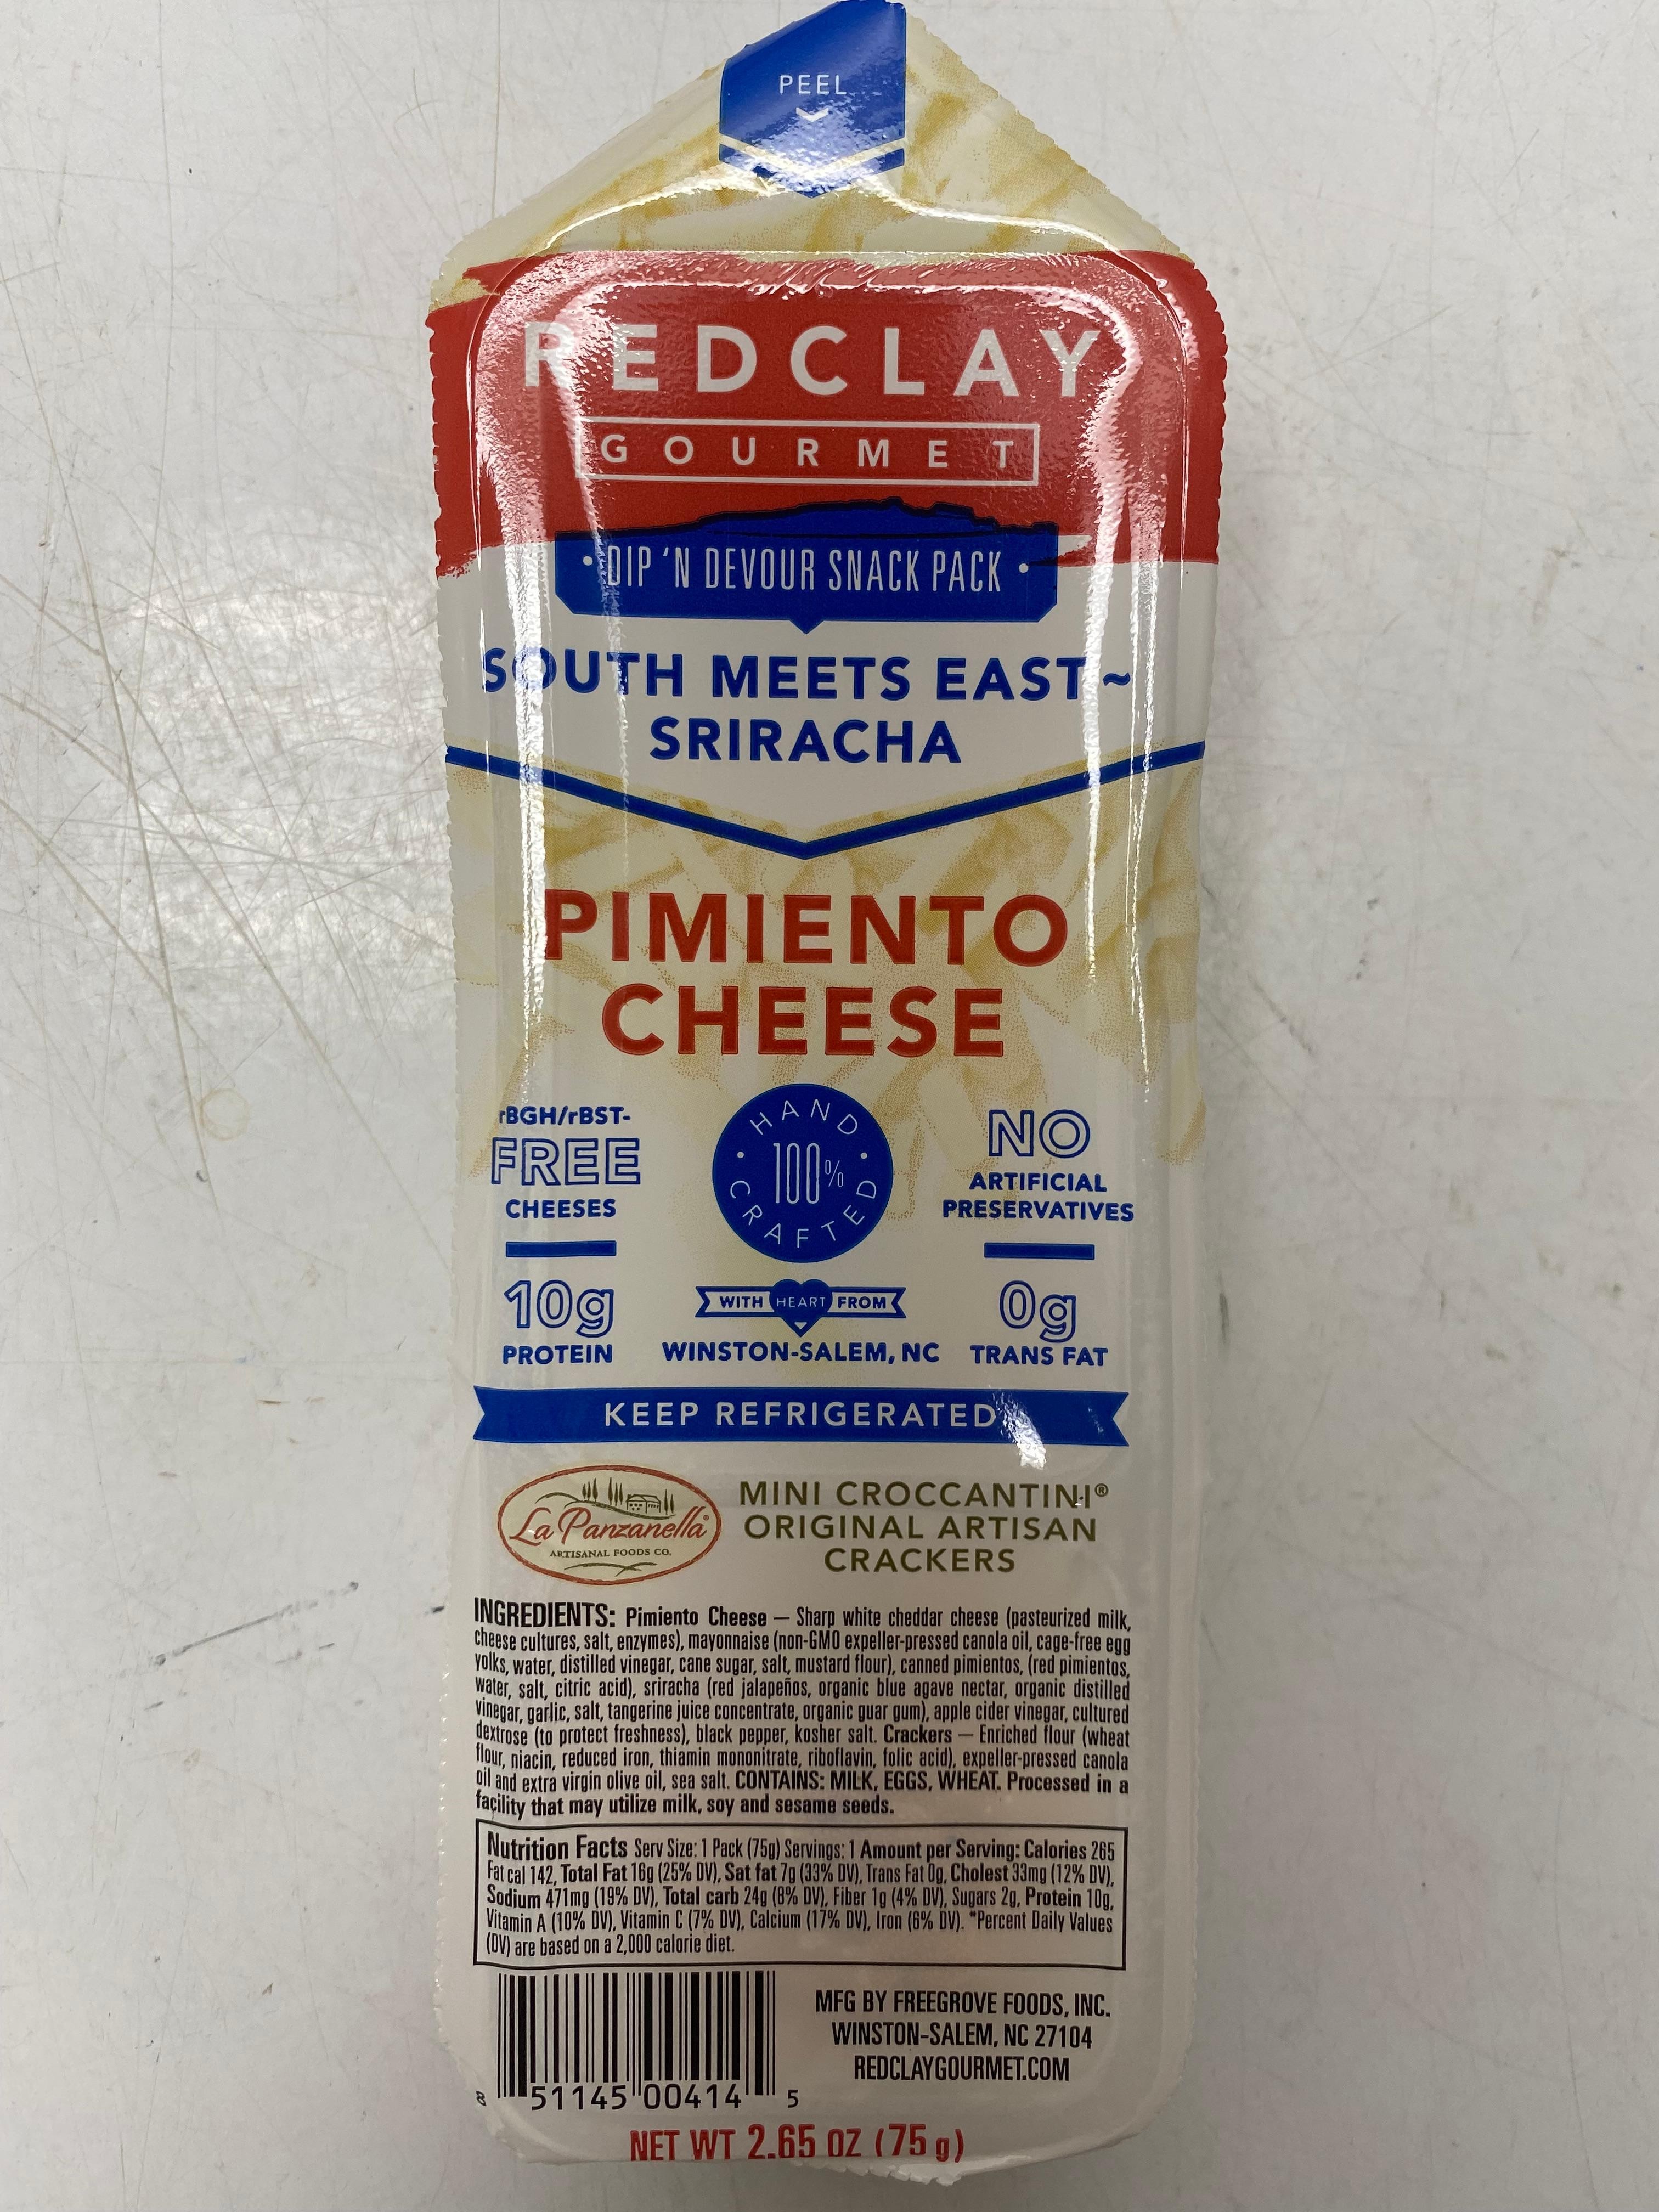 PEEL
REDCLAY
GOURMET
• DIP 'N DEVOUR SNACK PACK •
SOUTH MEETS EAST ~
SRIRACHA
PIMIENTO
CHEESE
rBGH/rBST-
FREE
CHEESES
10g
PROTEIN
HAND
• 100% •
CRAFTED
WITH HEART FROM
WINSTON-SALEM, NC
NO
ARTIFICIAL
PRESERVATIVES
0g
TRANS FAT
KEEP REFRIGERATED
La Panzanella®
ARTISANAL FOODS CO.
MINI CROCCANTINI®
ORIGINAL ARTISAN
CRACKERS
INGREDIENTS: Pimiento Cheese – Sharp white cheddar cheese (pasteurized milk,
cheese cultures, salt, enzymes), mayonnaise (non-GMO expeller-pressed canola oil, cage-free egg
yolks, water, distilled vinegar, cane sugar, salt, mustard flour), canned pimientos, (red pimientos,
water, salt, citric acid), sriracha (red jalapeños, organic blue agave nectar, organic distilled
vinegar, garlic, salt, tangerine juice concentrate, organic guar gum), apple cider vinegar, cultured
dextrose (to protect freshness), black pepper, kosher salt. Crackers – Enriched flour (wheat
flour, niacin, reduced iron, thiamin mononitrate, riboflavin, folic acid), expeller-pressed canola
oil and extra virgin olive oil, sea salt. CONTAINS: MILK, EGGS, WHEAT. Processed in a
facility that may utilize milk, soy and sesame seeds.
Nutrition Facts Serv Size: 1 Pack (75g) Servings: 1 Amount per Serving: Calories 265
Fat cal 142, Total Fat 16g (25% DV), Sat fat 7g (33% DV), Trans Fat 0g, Cholest 33mg (12% DV),
Sodium 471mg (19% DV), Total carb 24g (8% DV), Fiber 1g (4% DV), Sugars 2g, Protein 10g,
Vitamin A (10% DV), Vitamin C (7% DV), Calcium (17% DV), Iron (6% DV). *Percent Daily Values
(DV) are based on a 2,000 calorie diet.
8 51145 00414 5
MFG BY FREEGROVE FOODS, INC.
WINSTON-SALEM, NC 27104
REDCLAYGOURMET.COM
NET WT 2.65 OZ (75 g)